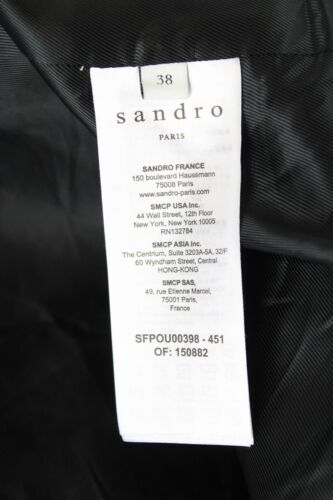 38
sandro
PARIS
SANDRO FRANCE
150 boulevard Haussmann
75008 Paris
www.sandro-paris.com
SMCP USA Inc.
44 Wall Street, 12th Floor
New York, New York 10005
RN132784
SMCP ASIA Inc.
The Centrium, Suite 3203A-5A, 32/F
60 Wyndham Street, Central
HONG-KONG
SMCP SAS,
49, rue Etienne Marcel,
75001 Paris,
France
SFPOU00398 - 451
OF: 150882